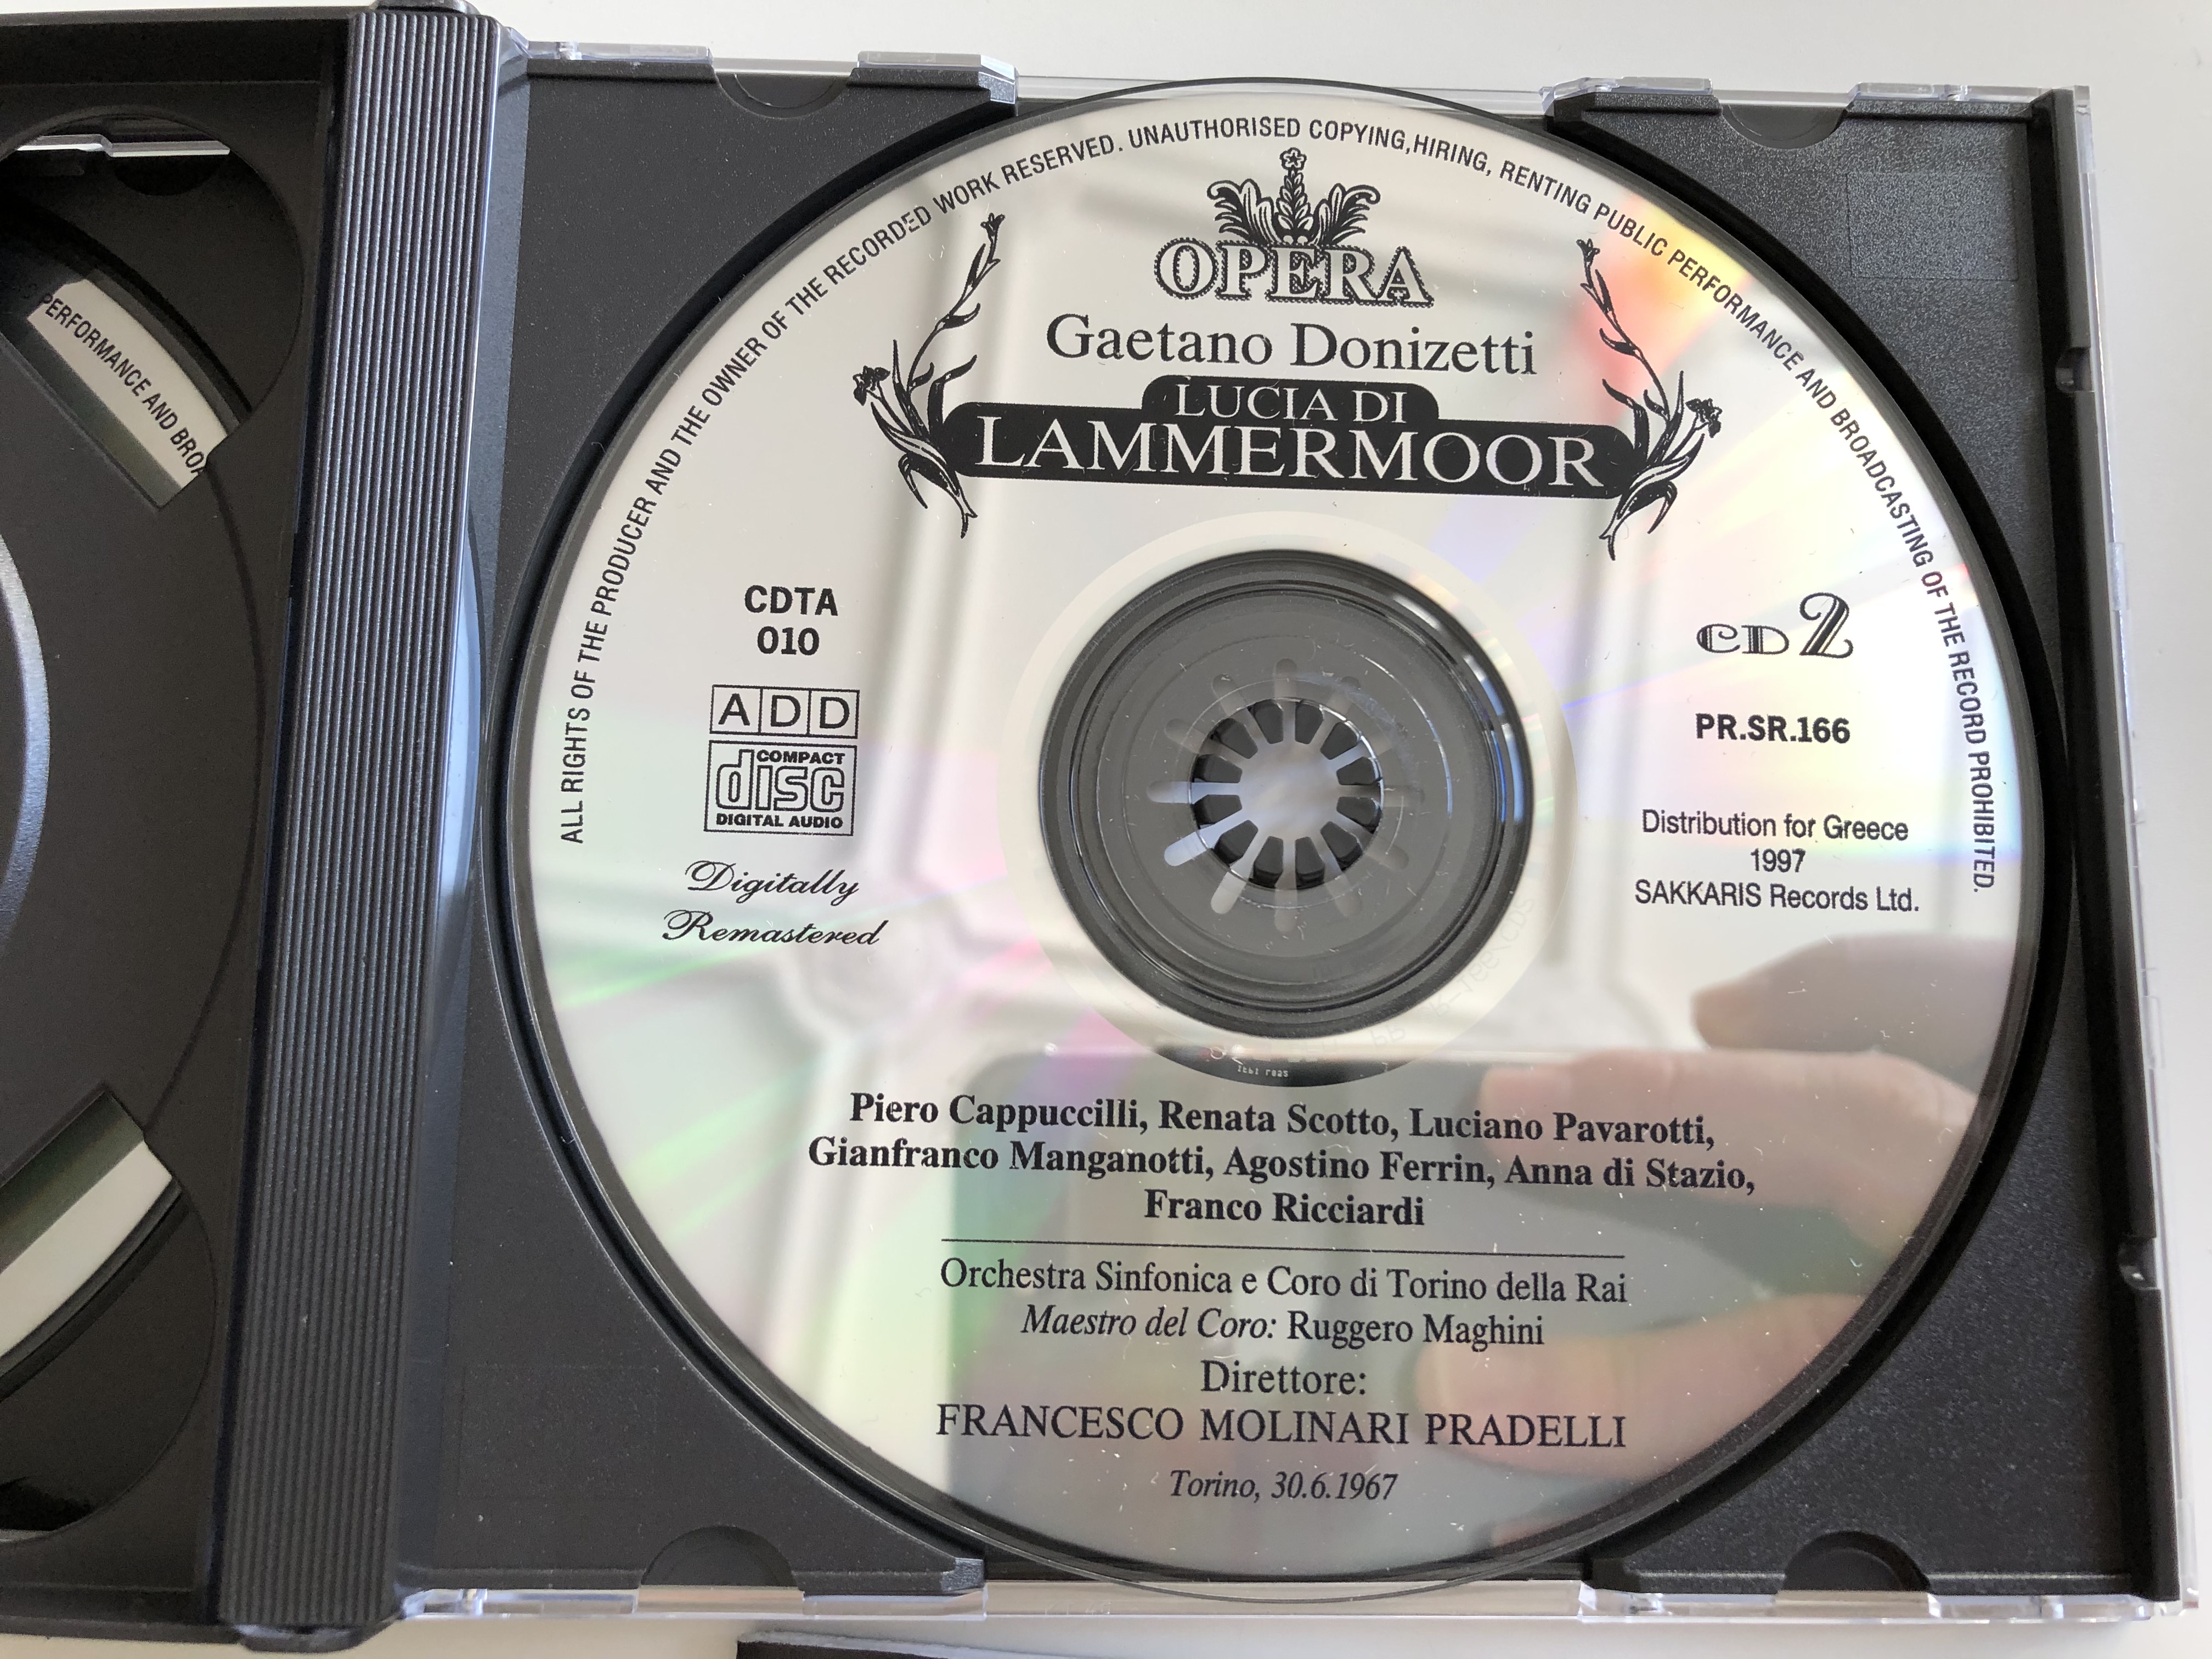 ALL RIGHTS OF THE PRODUCER AND THE OWNER OF THE RECORDED WORK RESERVED. UNAUTHORISED COPYING,HIRING, RENTING PUBLIC PERFORMANCE AND BROADCASTING OF THE RECORD PROHIBITED.
OPERA
Gaetano Donizetti
LUCIA DI
LAMMERMOOR
CDTA
010
ADD
COMPACT
disc
DIGITAL AUDIO
Digitally
Remastered
CD 2
PR.SR.166
Distribution for Greece
1997
SAKKARIS Records Ltd.
Piero Cappuccilli, Renata Scotto, Luciano Pavarotti,
Gianfranco Manganotti, Agostino Ferrin, Anna di Stazio,
Franco Ricciardi
Orchestra Sinfonica e Coro di Torino della Rai
Maestro del Coro: Ruggero Maghini
Direttore:
FRANCESCO MOLINARI PRADELLI
Torino, 30.6.1967
PERFORMANCE AND BROA